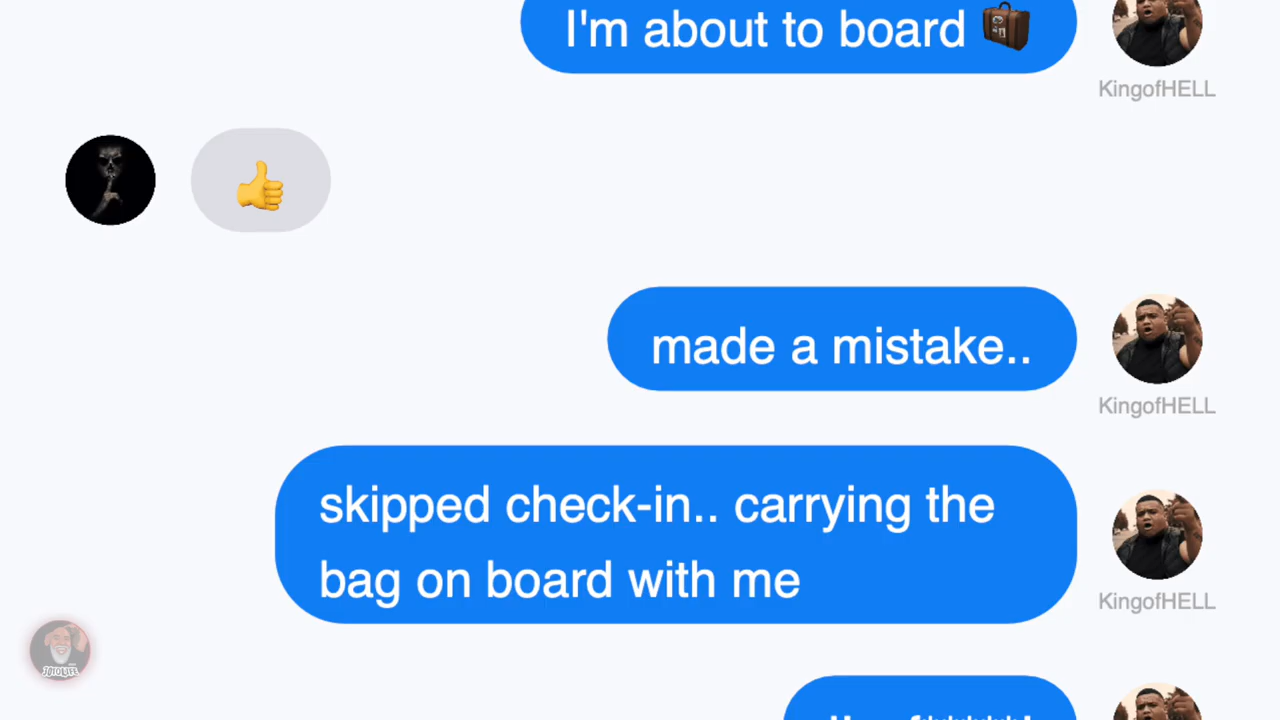 I'm about to board
KingofHELL
made a mistake..
KingofHELL
skipped check-in.. carrying the
bag on board with me
KingofHELL